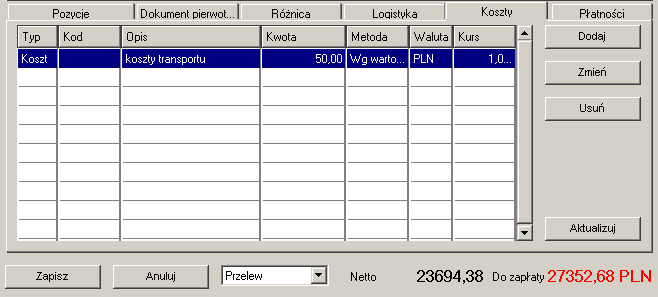 Pozycje Dokument pierwot... Różnica Logistyka Koszty Płatności
Typ Kod Opis Kwota Metoda Waluta Kurs
Koszt koszty transportu 50,00 Wg warto... PLN 1,0...
Dodaj
Zmień
Usuń
Aktualizuj
Zapisz Anuluj Przelew Netto 23694,38 Do zapłaty 27352,68 PLN